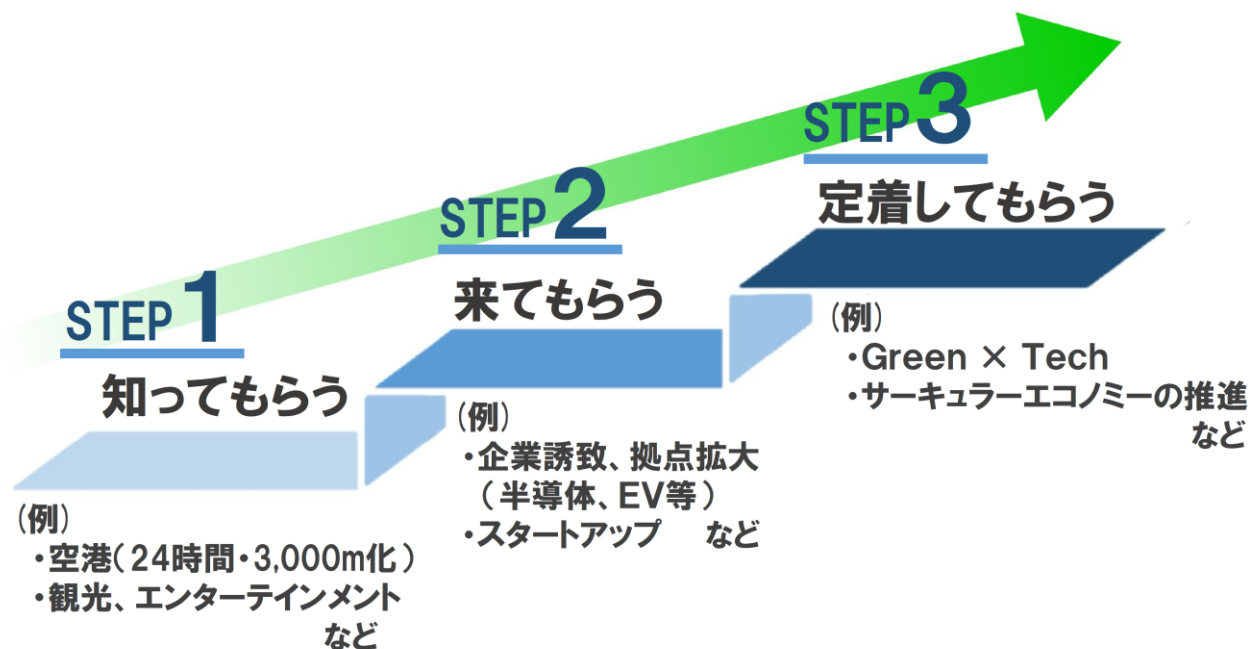 STEP 1
知ってもらう
(例)
・空港(24時間・3,000m化)
・観光、エンターテインメント
など
STEP 2
来てもらう
(例)
・企業誘致、拠点拡大
(半導体、EV等)
・スタートアップ など
STEP 3
定着してもらう
(例)
・Green × Tech
・サーキュラーエコノミーの推進
など